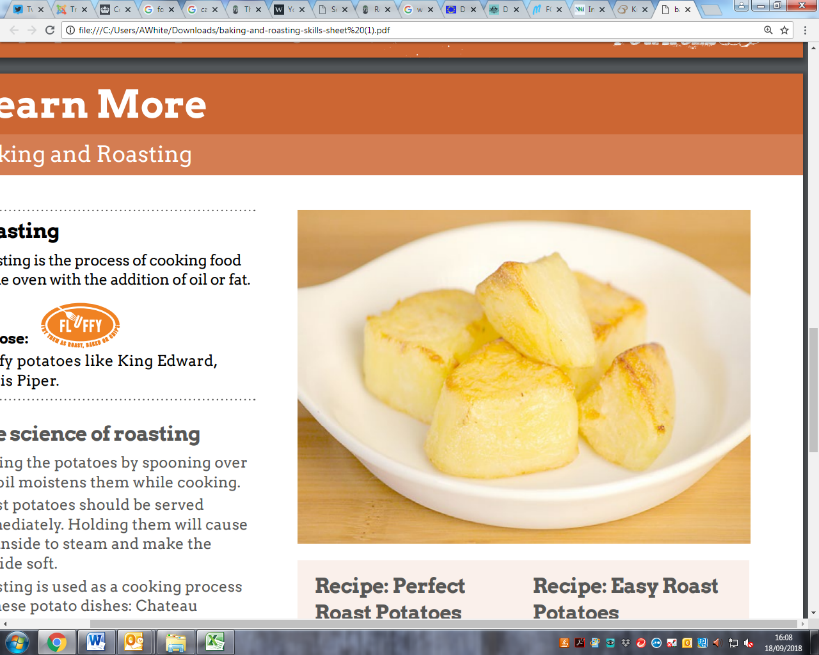 file:///C:/Users/AWhite/Downloads/baking-and-roasting-skills-sheet%20(1).pdf
earn More
king and Roasting
asting
sting is the process of cooking food
e oven with the addition of oil or fat.
FLUFFY
ose:
fy potatoes like King Edward,
is Piper.
e science of roasting
ing the potatoes by spooning over
oil moistens them while cooking.
st potatoes should be served
mediately. Holding them will cause
inside to steam and make the
ide soft.
sting is used as a cooking process
hese potato dishes: Chateau
Recipe: Perfect
Roast Potatoes
Recipe: Easy Roast
Potatoes
16:08
18/09/2018